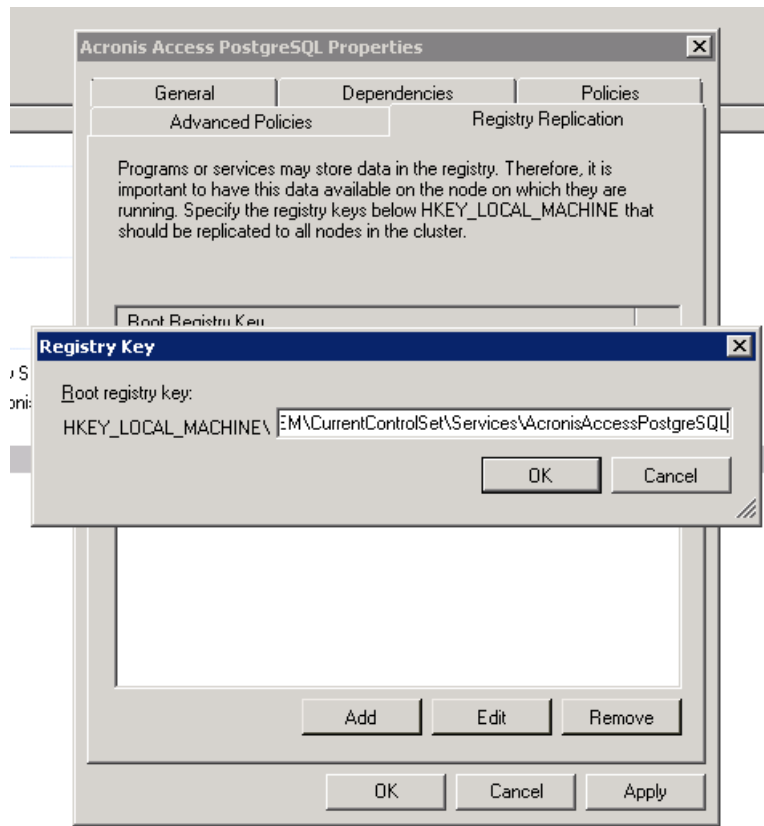 Acronis Access PostgreSQL Properties
General Dependencies Policies
Advanced Policies Registry Replication
Programs or services may store data in the registry. Therefore, it is
important to have this data available on the node on which they are
running. Specify the registry keys below HKEY_LOCAL_MACHINE that
should be replicated to all nodes in the cluster.
Root Registry Key
Registry Key
Root registry key:
HKEY_LOCAL_MACHINE\ EM\CurrentControlSet\Services\AcronisAccessPostgreSQL
OK Cancel
Add Edit Remove
OK Cancel Apply